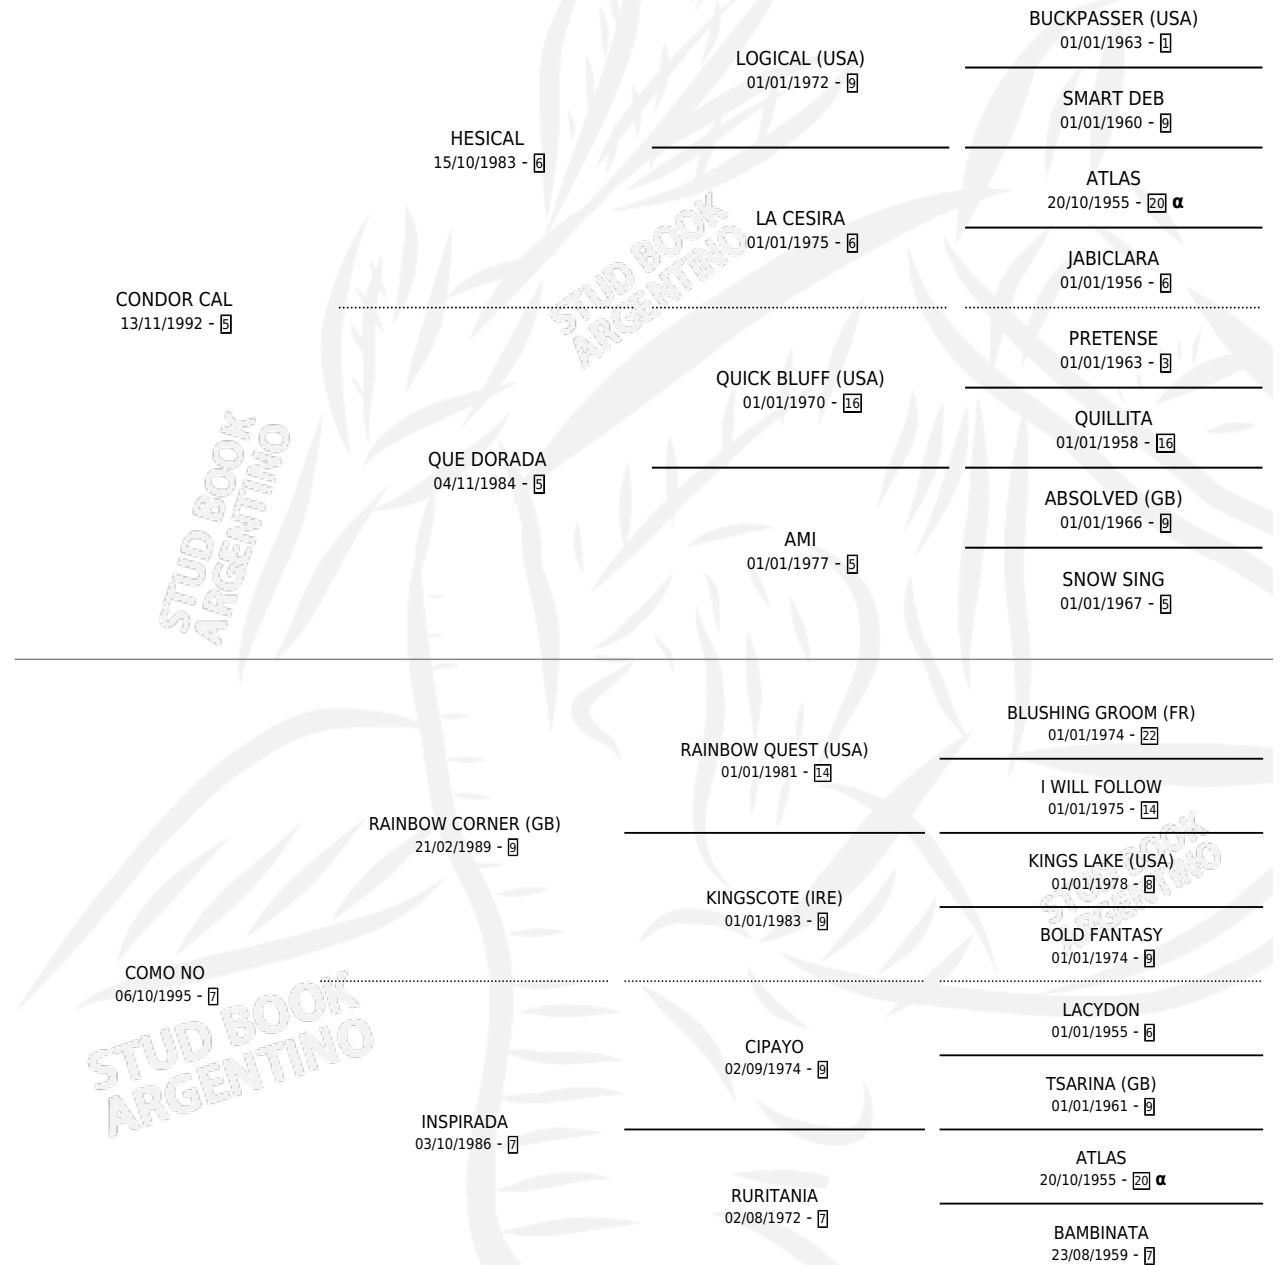 BUCKPASSER (USA)
01/01/1963 - 1
LOGICAL (USA)
01/01/1972 - 9
SMART DEB
01/01/1960 - 9
HESICAL
15/10/1983 - 6
ATLAS
20/10/1955 - 20 α
LA CESIRA
01/01/1975 - 6
JABICLARA
01/01/1956 - 6
CONDOR CAL
13/11/1992 - 5
PRETENSE
01/01/1963 - 3
QUICK BLUFF (USA)
01/01/1970 - 16
QUILLITA
01/01/1958 - 16
QUE DORADA
04/11/1984 - 5
ABSOLVED (GB)
01/01/1966 - 9
AMI
01/01/1977 - 5
SNOW SING
01/01/1967 - 5
BLUSHING GROOM (FR)
01/01/1974 - 22
RAINBOW QUEST (USA)
01/01/1981 - 14
I WILL FOLLOW
01/01/1975 - 14
RAINBOW CORNER (GB)
21/02/1989 - 9
KINGS LAKE (USA)
01/01/1978 - 8
KINGSCOTE (IRE)
01/01/1983 - 9
BOLD FANTASY
01/01/1974 - 9
COMO NO
06/10/1995 - 7
LACYDON
01/01/1955 - 6
CIPAYO
02/09/1974 - 9
TSARINA (GB)
01/01/1961 - 9
INSPIRADA
03/10/1986 - 7
ATLAS
20/10/1955 - 20 α
RURITANIA
02/08/1972 - 7
BAMBINATA
23/08/1959 - 7
STUD BOOK
ARGENTINO
STUD BOOK
ARGENTINO
STUD BOOK
ARGENTINO
STUD BOOK
ARGENTINO